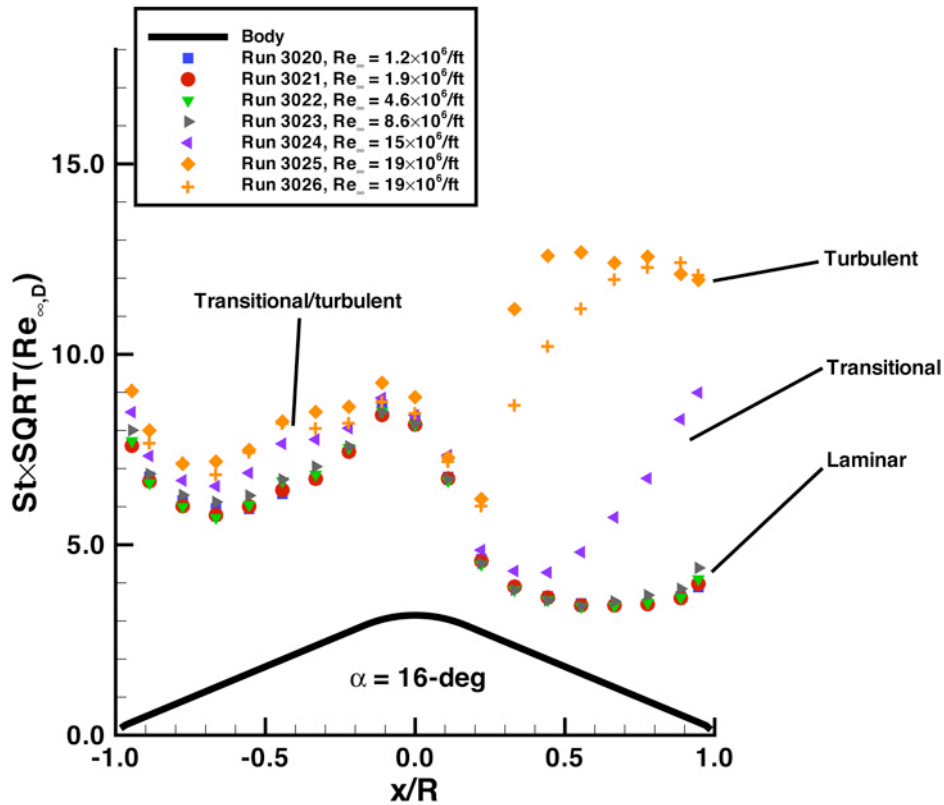 Body
Run 3020, Re∞ = 1.2×10⁶/ft
Run 3021, Re∞ = 1.9×10⁶/ft
Run 3022, Re∞ = 4.6×10⁶/ft
Run 3023, Re∞ = 8.6×10⁶/ft
Run 3024, Re∞ = 15×10⁶/ft
Run 3025, Re∞ = 19×10⁶/ft
Run 3026, Re∞ = 19×10⁶/ft
15.0
10.0
5.0
0.0
St×SQRT(Re∞,D)
Transitional/turbulent
Turbulent
Transitional
Laminar
α = 16-deg
-1.0
-0.5
0.0
0.5
1.0
x/R